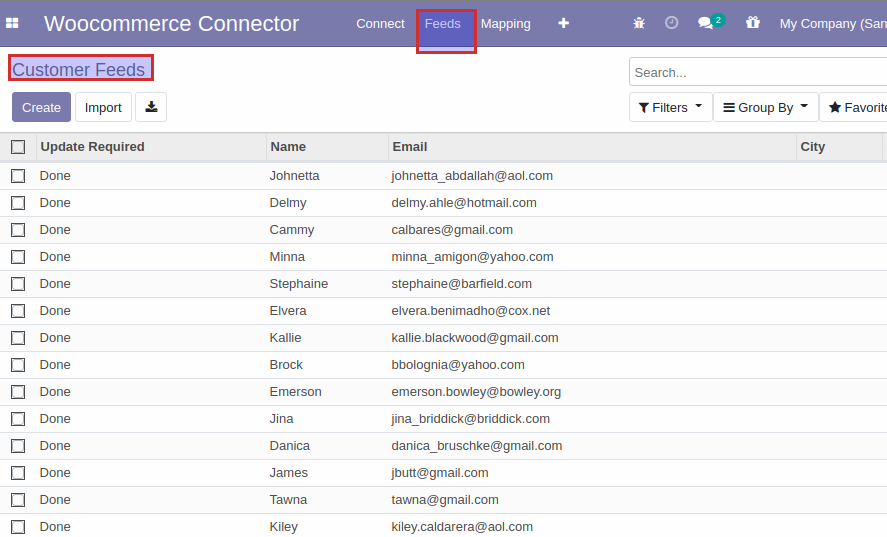 Woocommerce Connector Connect Feeds Mapping 2 My Company (San
Customer Feeds
Search...
Create Import Filters Group By Favorite
Update Required Name Email City
Done Johnetta johnetta_abdallah@aol.com
Done Delmy delmy.ahle@hotmail.com
Done Cammy calbares@gmail.com
Done Minna minna_amigon@yahoo.com
Done Stephaine stephaine@barfield.com
Done Elvera elvera.benimadho@cox.net
Done Kallie kallie.blackwood@gmail.com
Done Brock bbolognia@yahoo.com
Done Emerson emerson.bowley@bowley.org
Done Jina jina_briddick@briddick.com
Done Danica danica_bruschke@gmail.com
Done James jbutt@gmail.com
Done Tawna tawna@gmail.com
Done Kiley kiley.caldarera@aol.com